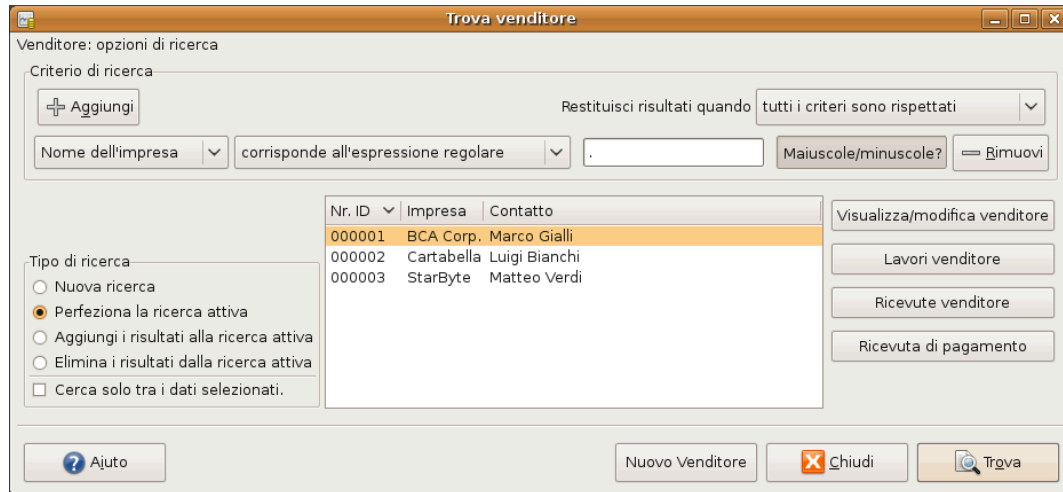 Trova venditore
Venditore: opzioni di ricerca
Criterio di ricerca
Aggiungi
Restituisci risultati quando tutti i criteri sono rispettati
Nome dell'impresa corrisponde all'espressione regolare . Maiuscole/minuscole? Rimuovi
Nr. ID Impresa Contatto
000001 BCA Corp. Marco Gialli
000002 Cartabella Luigi Bianchi
000003 StarByte Matteo Verdi
Visualizza/modifica venditore
Lavori venditore
Ricevute venditore
Ricevuta di pagamento
Tipo di ricerca
Nuova ricerca
Perfeziona la ricerca attiva
Aggiungi i risultati alla ricerca attiva
Elimina i risultati dalla ricerca attiva
Cerca solo tra i dati selezionati.
Aiuto
Nuovo Venditore
Chiudi
Trova